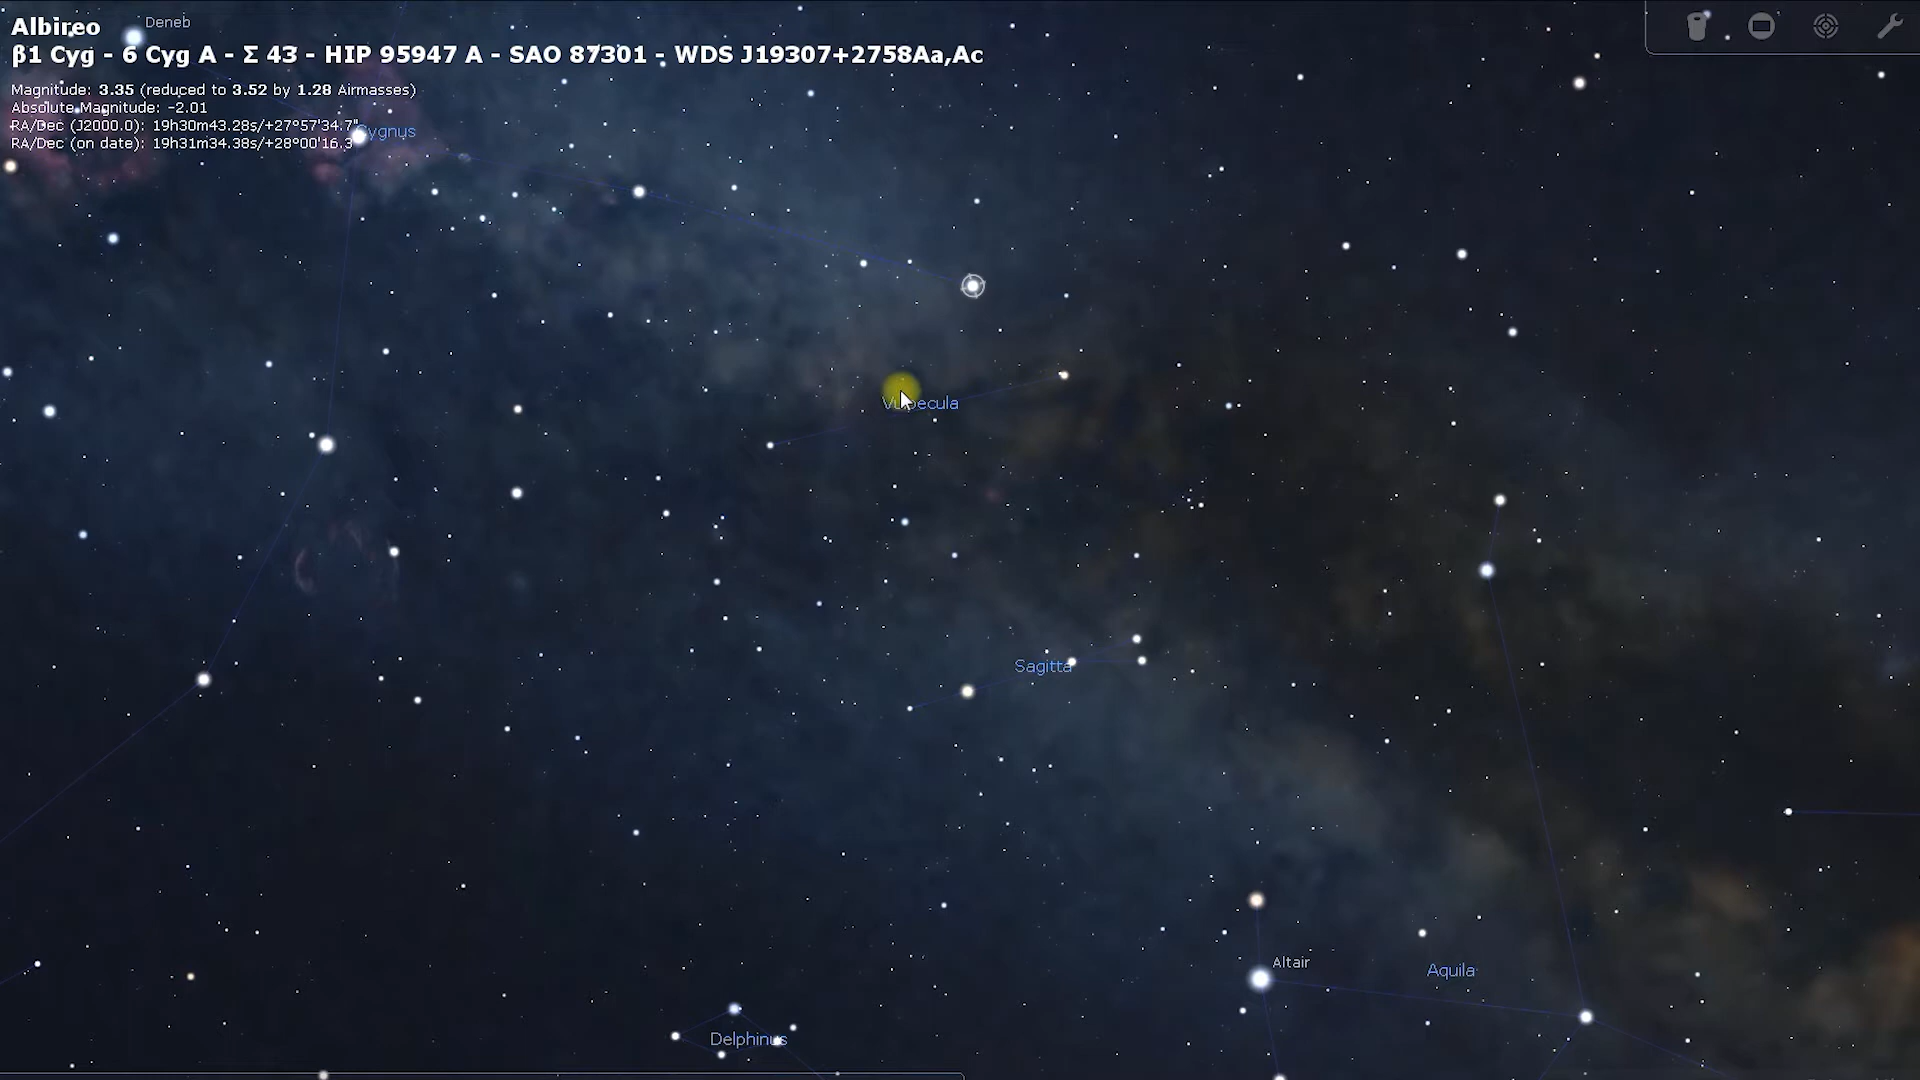 Albireo
Deneb
β1 Cyg - 6 Cyg A - Σ 43 - HIP 95947 A - SAO 87301 - WDS J19307+2758Aa,Ac
Magnitude: 3.35 (reduced to 3.52 by 1.28 Airmasses)
Absolute Magnitude: -2.01
RA/Dec (J2000.0): 19h30m43.28s/+27°57'34.7"
Cygnus
RA/Dec (on date): 19h31m34.38s/+28°00'16.3"
Vulpecula
Sagitta
Altair
Aquila
Delphinus